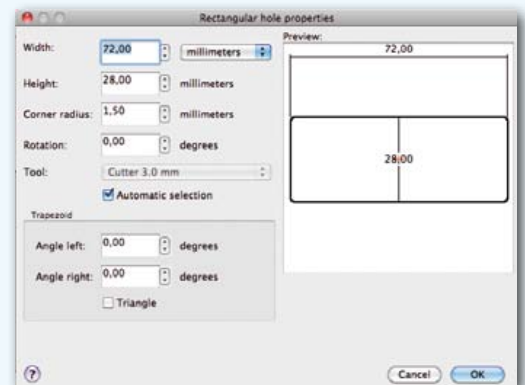 Rectangular hole properties
Width: 72,00 millimeters
Height: 28,00 millimeters
Corner radius: 1,50 millimeters
Rotation: 0,00 degrees
Tool: Cutter 3.0 mm
Automatic selection
Trapezoid
Angle left: 0,00 degrees
Angle right: 0,00 degrees
Triangle
Preview:
72,00
28,00
?
Cancel OK